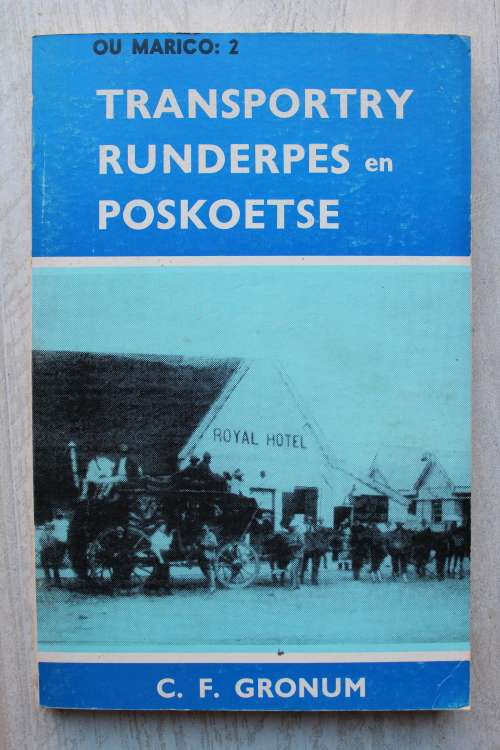 OU MARICO: 2
TRANSPORTRY
RUNDERPES en
POSKOETSE
ROYAL HOTEL
C. F. GRONUM